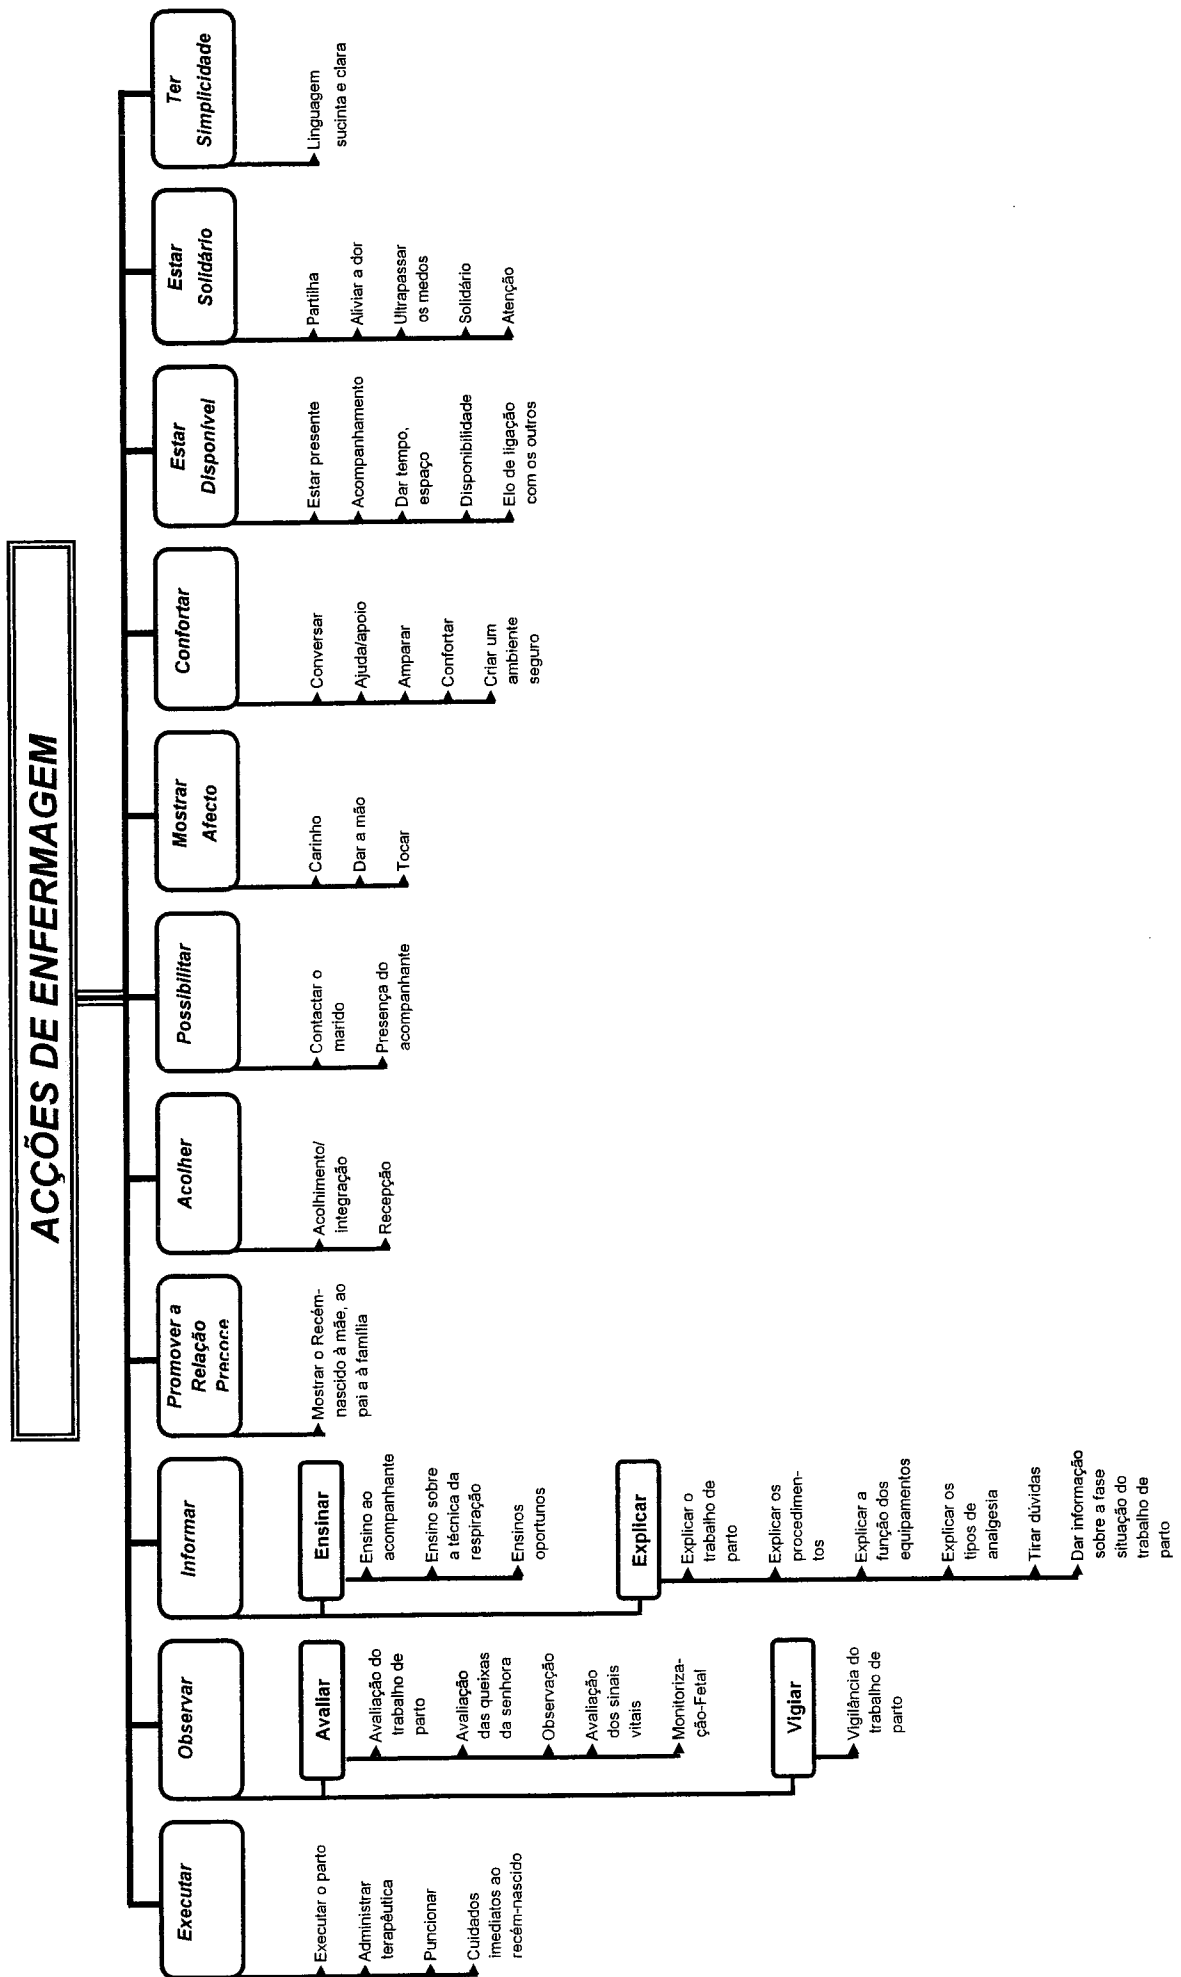 ACÇÕES DE ENFERMAGEM
Executar
Executar o parto
Administrar
terapêutica
Puncionar
Cuidados
imediatos ao
recém-nascido
Observar
Avaliar
Avaliação do
trabalho de
parto
Avaliação
das queixas
da senhora
Observação
Avaliação
dos sinais
vitais
Monitoriza-
ção-Fetal
Vigiar
Vigilância do
trabalho de
parto
Informar
Ensinar
Ensino ao
acompanhante
Ensino sobre
a técnica da
respiração
Ensinos
oportunos
Explicar
Explicar o
trabalho de
parto
Explicar os
procedimen-
tos
Explicar a
função dos
equipamentos
Explicar os
tipos de
analgesia
Tirar dúvidas
Dar informação
sobre a fase
situação do
trabalho de
parto
Promover a
Relação
Precoce
Mostrar o Recém-
nascido à mãe, ao
pai a à família
Acolher
Acolhimento/
integração
Recepção
Possibilitar
Contactar o
marido
Presença do
acompanhante
Mostrar
Afecto
Carinho
Dar a mão
Tocar
Confortar
Conversar
Ajuda/apoio
Amparar
Confortar
Criar um
ambiente
seguro
Estar
Disponível
Estar presente
Acompanhamento
Dar tempo,
espaço
Disponibilidade
Elo de ligação
com os outros
Estar
Solidário
Partilha
Aliviar a dor
Ultrapassar
os medos
Solidário
Atenção
Ter
Simplicidade
Linguagem
sucinta e clara